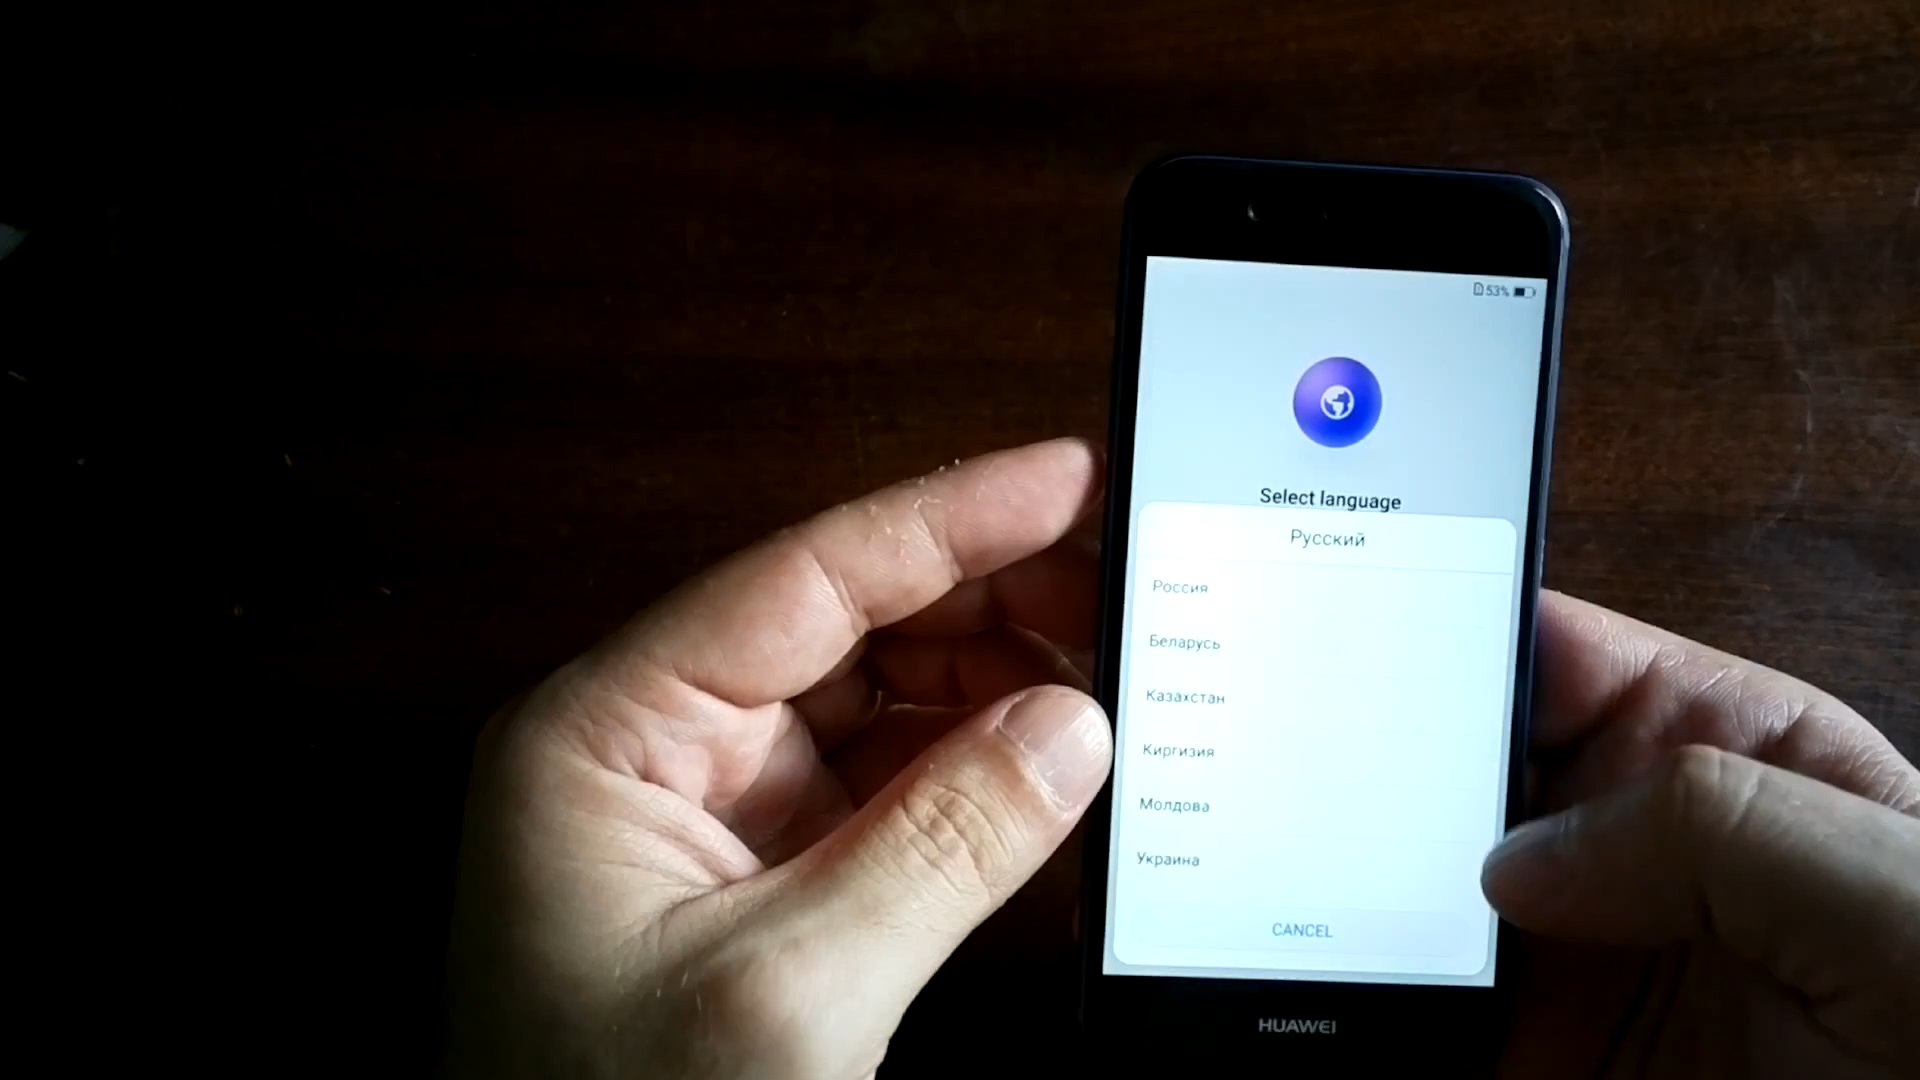 53%
Select language
Русский
Россия
Беларусь
Казахстан
Киргизия
Молдова
Украина
CANCEL
HUAWEI